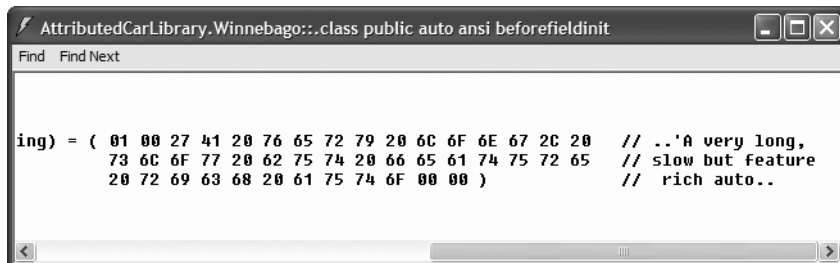 AttributedCarLibrary.Winnebago::.class public auto ansi beforefieldinit
Find Find Next
ing) = ( 01 00 27 41 20 76 65 72 79 20 6C 6F 6E 67 2C 20 // ..'A very long,
73 6C 6F 77 20 62 75 74 20 66 65 61 74 75 72 65 // slow but feature
20 72 69 63 68 20 61 75 74 6F 00 00 ) // rich auto..